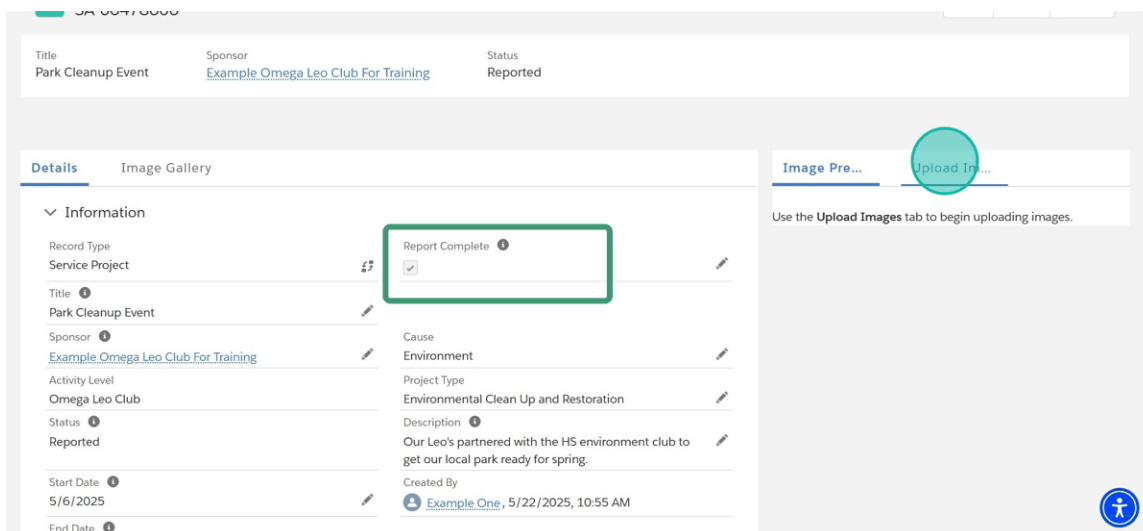 Title
Park Cleanup Event
Sponsor
Example Omega Leo Club For Training
Status
Reported
Details
Image Gallery
Image Pre...
Upload Im...
Use the Upload Images tab to begin uploading images.
Information
Record Type
Service Project
Report Complete
Title
Park Cleanup Event
Sponsor
Example Omega Leo Club For Training
Cause
Environment
Activity Level
Omega Leo Club
Project Type
Environmental Clean Up and Restoration
Status
Reported
Description
Our Leo's partnered with the HS environment club to
get our local park ready for spring.
Start Date
5/6/2025
Created By
Example One, 5/22/2025, 10:55 AM
End Date